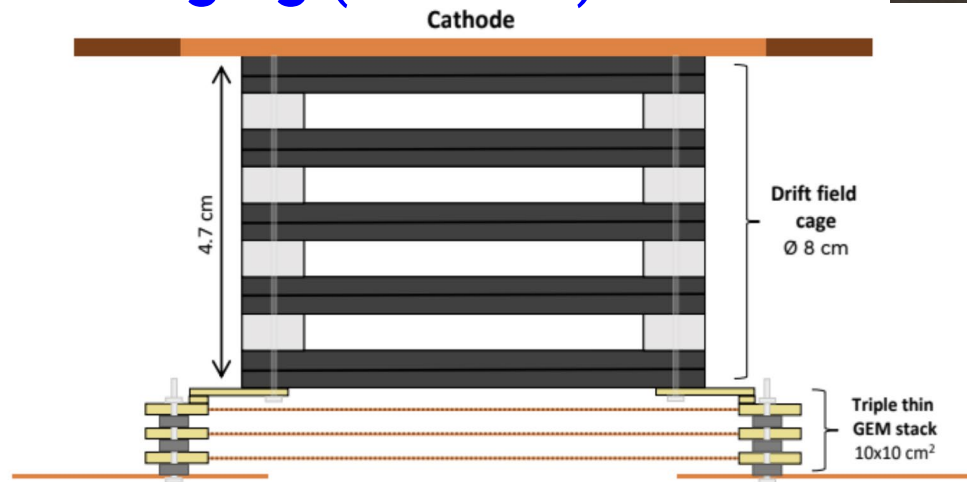 Cathode
4.7 cm
Drift field
cage
Ø 8 cm
Triple thin
GEM stack
10x10 cm²